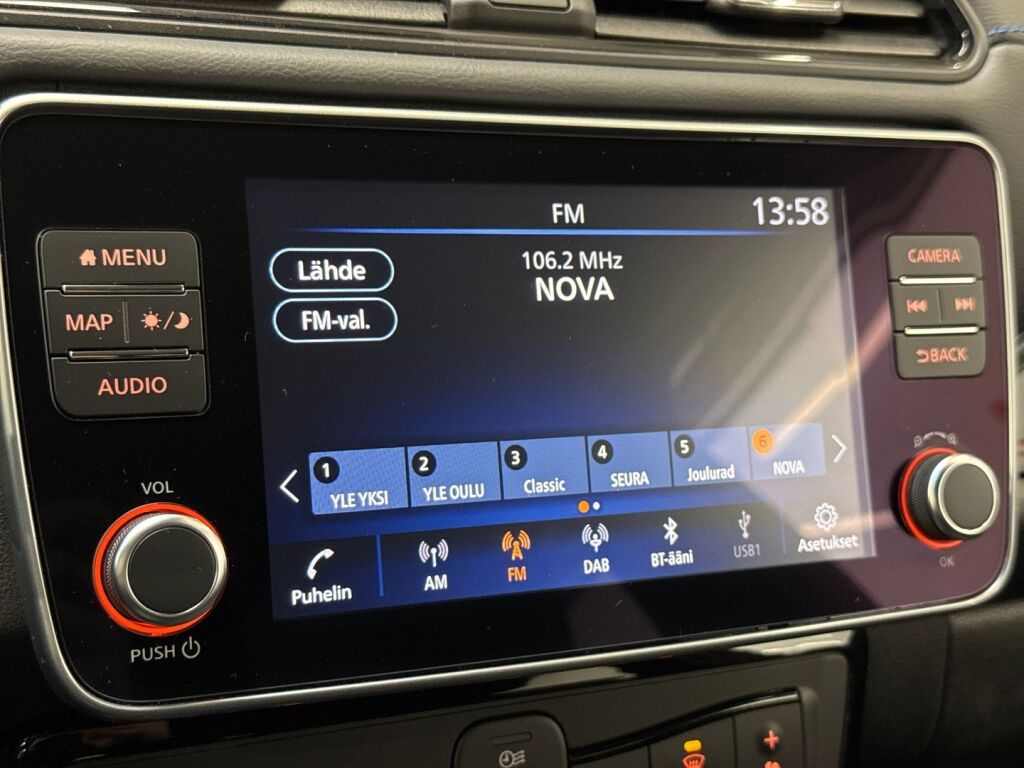 FM
13:58
MENU
MAP
AUDIO
Lähde
FM-val.
106.2 MHz
NOVA
CAMERA
BACK
1 YLE YKSI
2 YLE OULU
3 Classic
4 SEURA
5 Joulurad
6 NOVA
Puhelin
AM
FM
DAB
BT-ääni
USB1
Asetukset
VOL
PUSH
OK